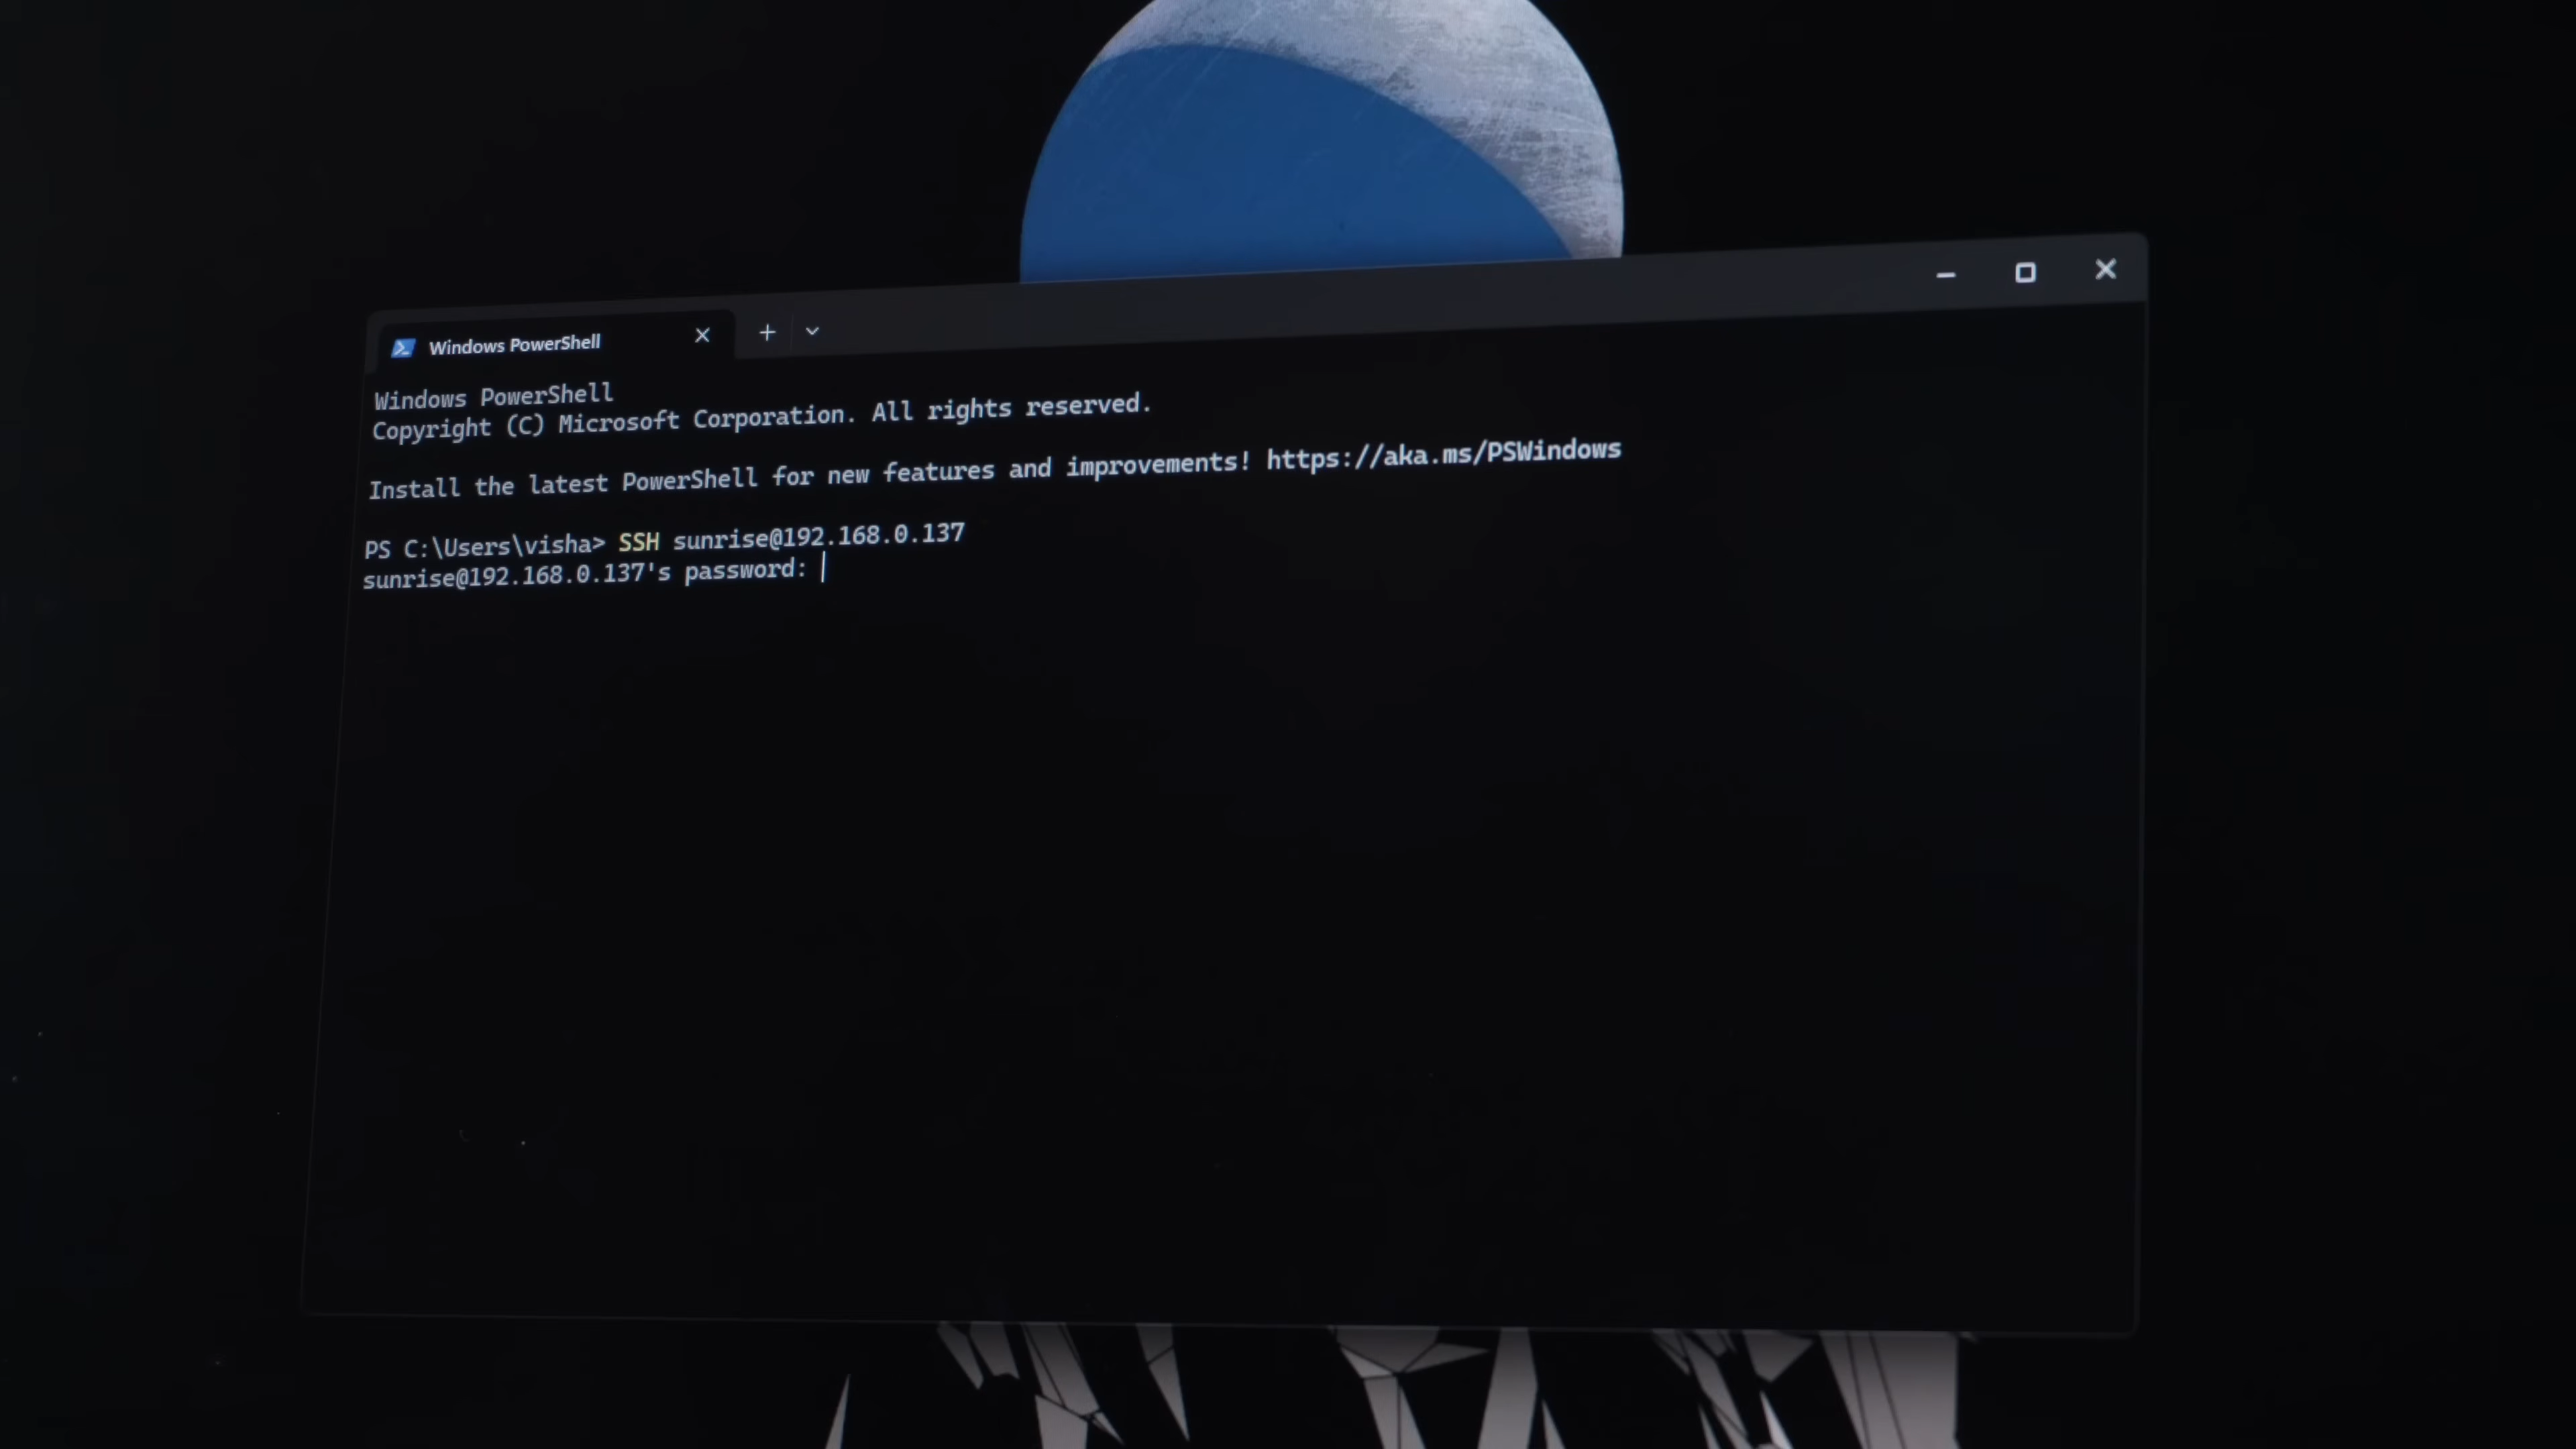 Windows PowerShell
Windows PowerShell
Copyright (C) Microsoft Corporation. All rights reserved.
Install the latest PowerShell for new features and improvements! https://aka.ms/PSWindows
PS C:\Users\visha> SSH sunrise@192.168.0.137
sunrise@192.168.0.137's password: